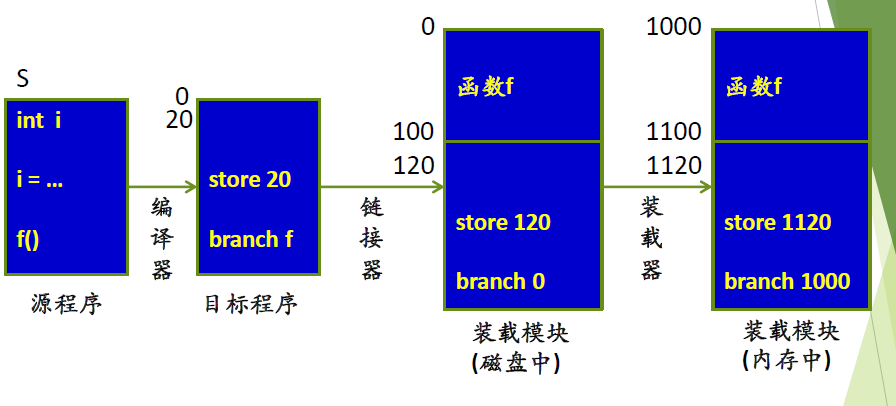 S
int i
i = ...
f()
源程序
编译器
0
20
store 20
branch f
目标程序
链接器
0
100
120
函数f
store 120
branch 0
装载模块
(磁盘中)
装载器
1000
1100
1120
函数f
store 1120
branch 1000
装载模块
(内存中)